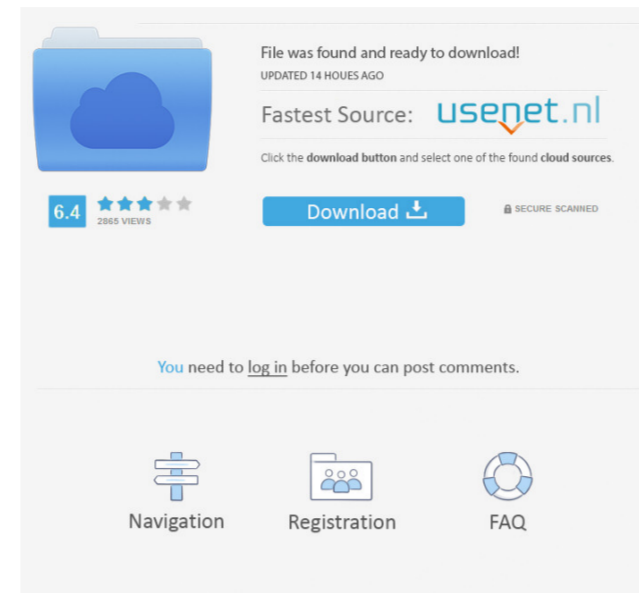 File was found and ready to download!
UPDATED 14 HOUES AGO
Fastest Source: usenet.nl
Click the download button and select one of the found cloud sources.
6.4
2865 VIEWS
Download
SECURE SCANNED
You need to log in before you can post comments.
Navigation
Registration
FAQ